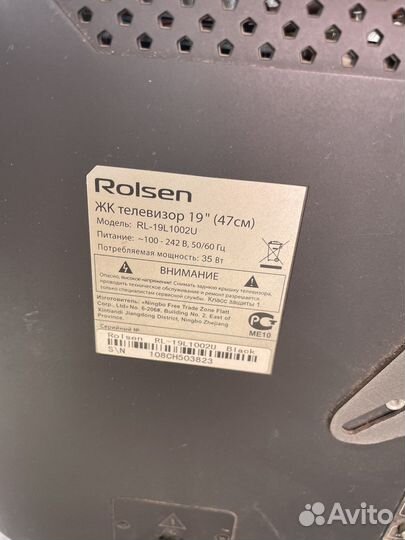 Rolsen
ЖК телевизор 19" (47см)
Модель: RL-19L1002U
Питание: ~100 - 242 В, 50/60 Гц
Потребляемая мощность: 35 Вт
ВНИМАНИЕ
Опасно, высокое напряжение! Снимать заднюю крышку телевизора,
проводить техническое обслуживание и ремонт разрешается
только специалистам сервисной службы. Класс защиты 1.
Изготовитель: «Ningbo Free Trade Zone Flatt
Corp., Ltd» No. 6-2068, Building No. 2, East of
Xintiandi Jiangdong District, Ningbo Zhejiang
Province.
РС
МЕ10
Серийный №
Rolsen RL-19L1002U Black
S\N 108CH503823
Avito